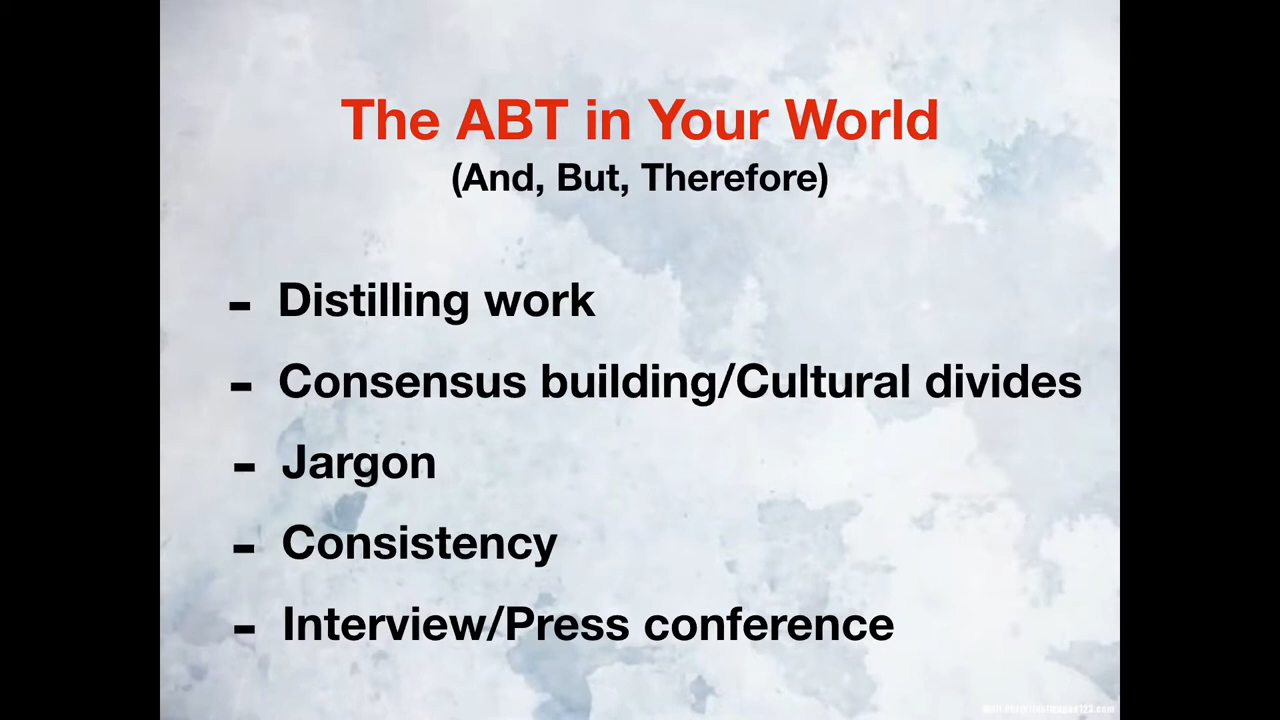 The ABT in Your World
(And, But, Therefore)
- Distilling work
- Consensus building/Cultural divides
- Jargon
- Consistency
- Interview/Press conference